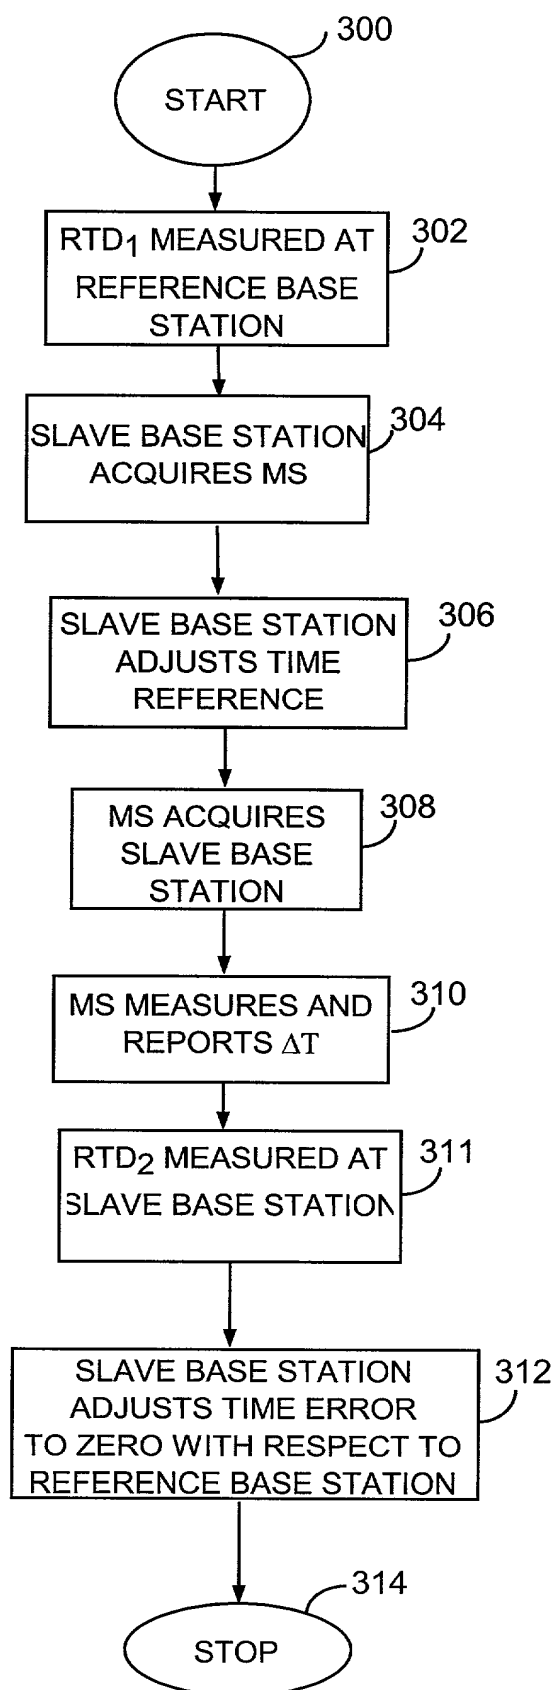 300
START
RTD₁ MEASURED AT
REFERENCE BASE
STATION
302
SLAVE BASE STATION
ACQUIRES MS
304
SLAVE BASE STATION
ADJUSTS TIME
REFERENCE
306
MS ACQUIRES
SLAVE BASE
STATION
308
MS MEASURES AND
REPORTS ΔT
310
RTD₂ MEASURED AT
SLAVE BASE STATION
311
SLAVE BASE STATION
ADJUSTS TIME ERROR
TO ZERO WITH RESPECT TO
REFERENCE BASE STATION
312
314
STOP